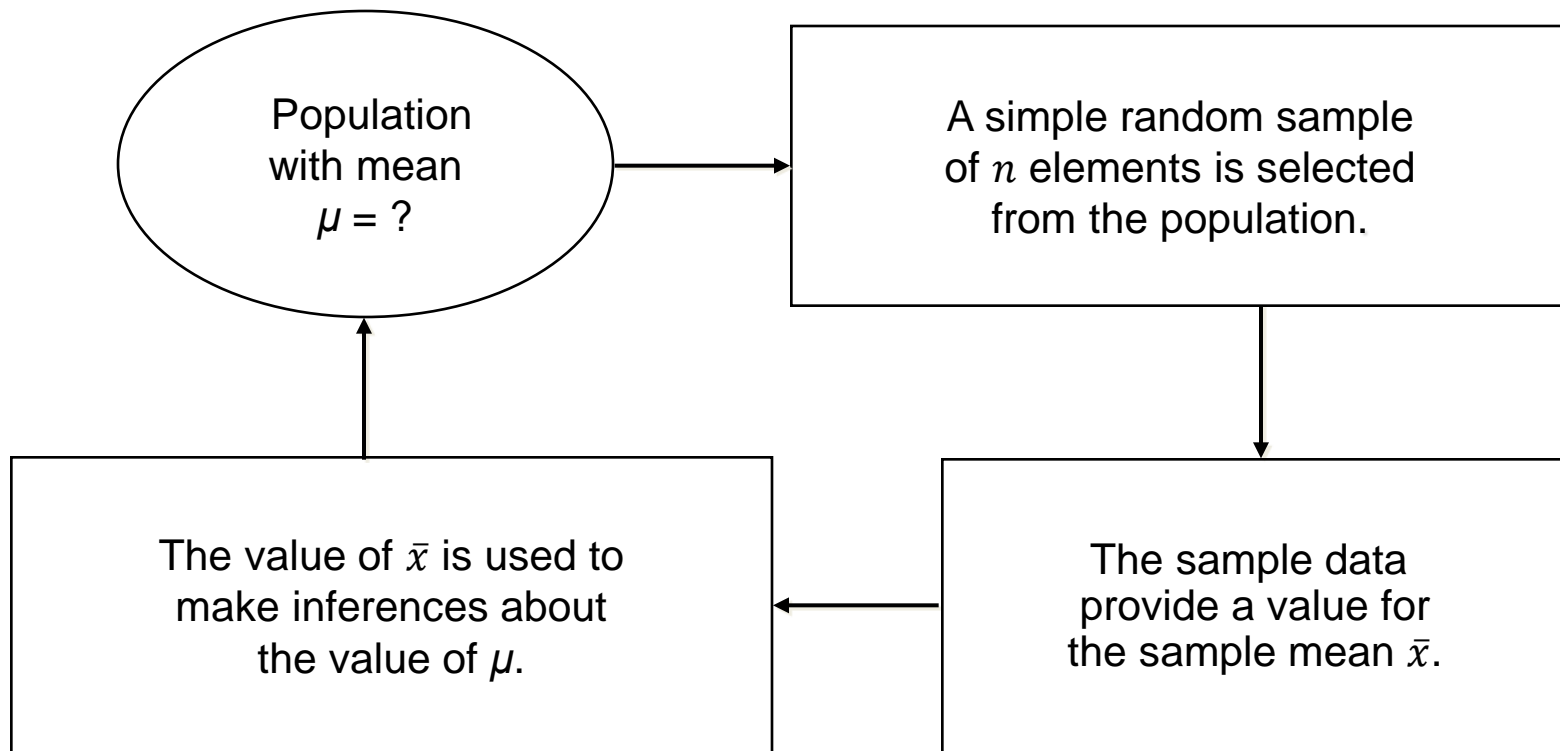 Population
with mean
μ = ?
A simple random sample
of n elements is selected
from the population.
The sample data
provide a value for
the sample mean x̄.
The value of x̄ is used to
make inferences about
the value of μ.